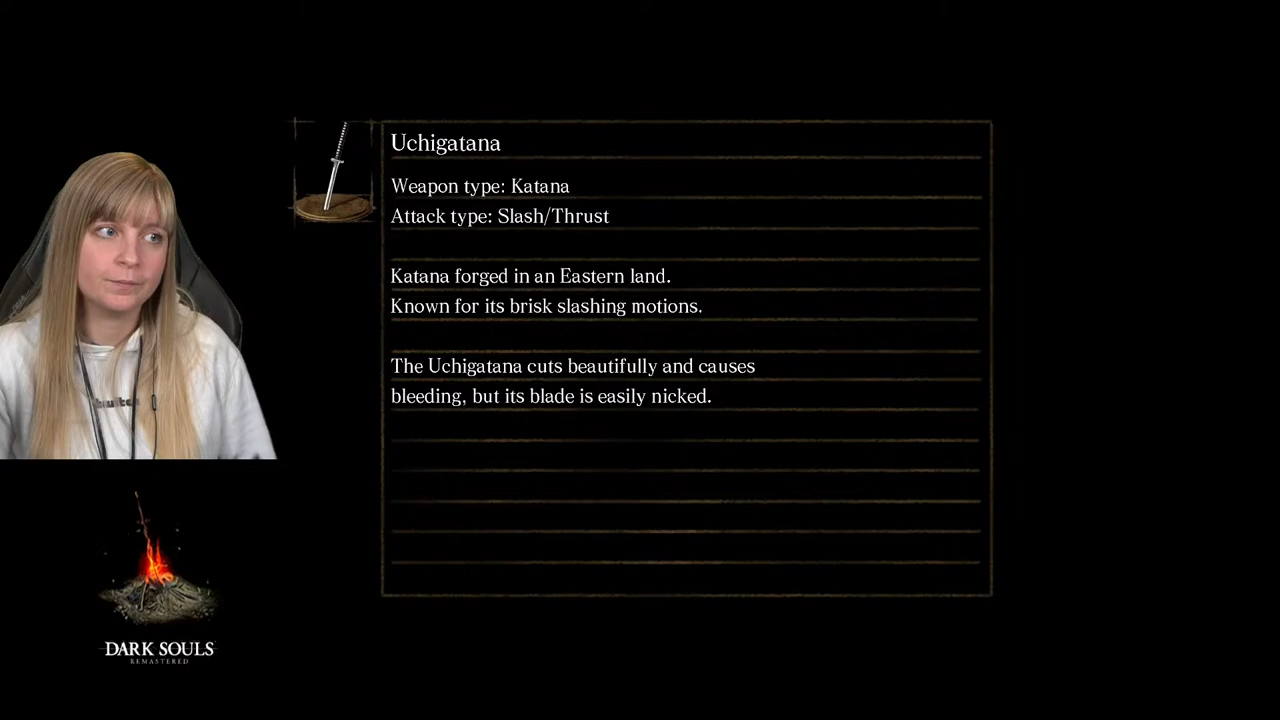 Uchigatana
Weapon type: Katana
Attack type: Slash/Thrust
Katana forged in an Eastern land.
Known for its brisk slashing motions.
The Uchigatana cuts beautifully and causes
bleeding, but its blade is easily nicked.
DARK SOULS
REMASTERED